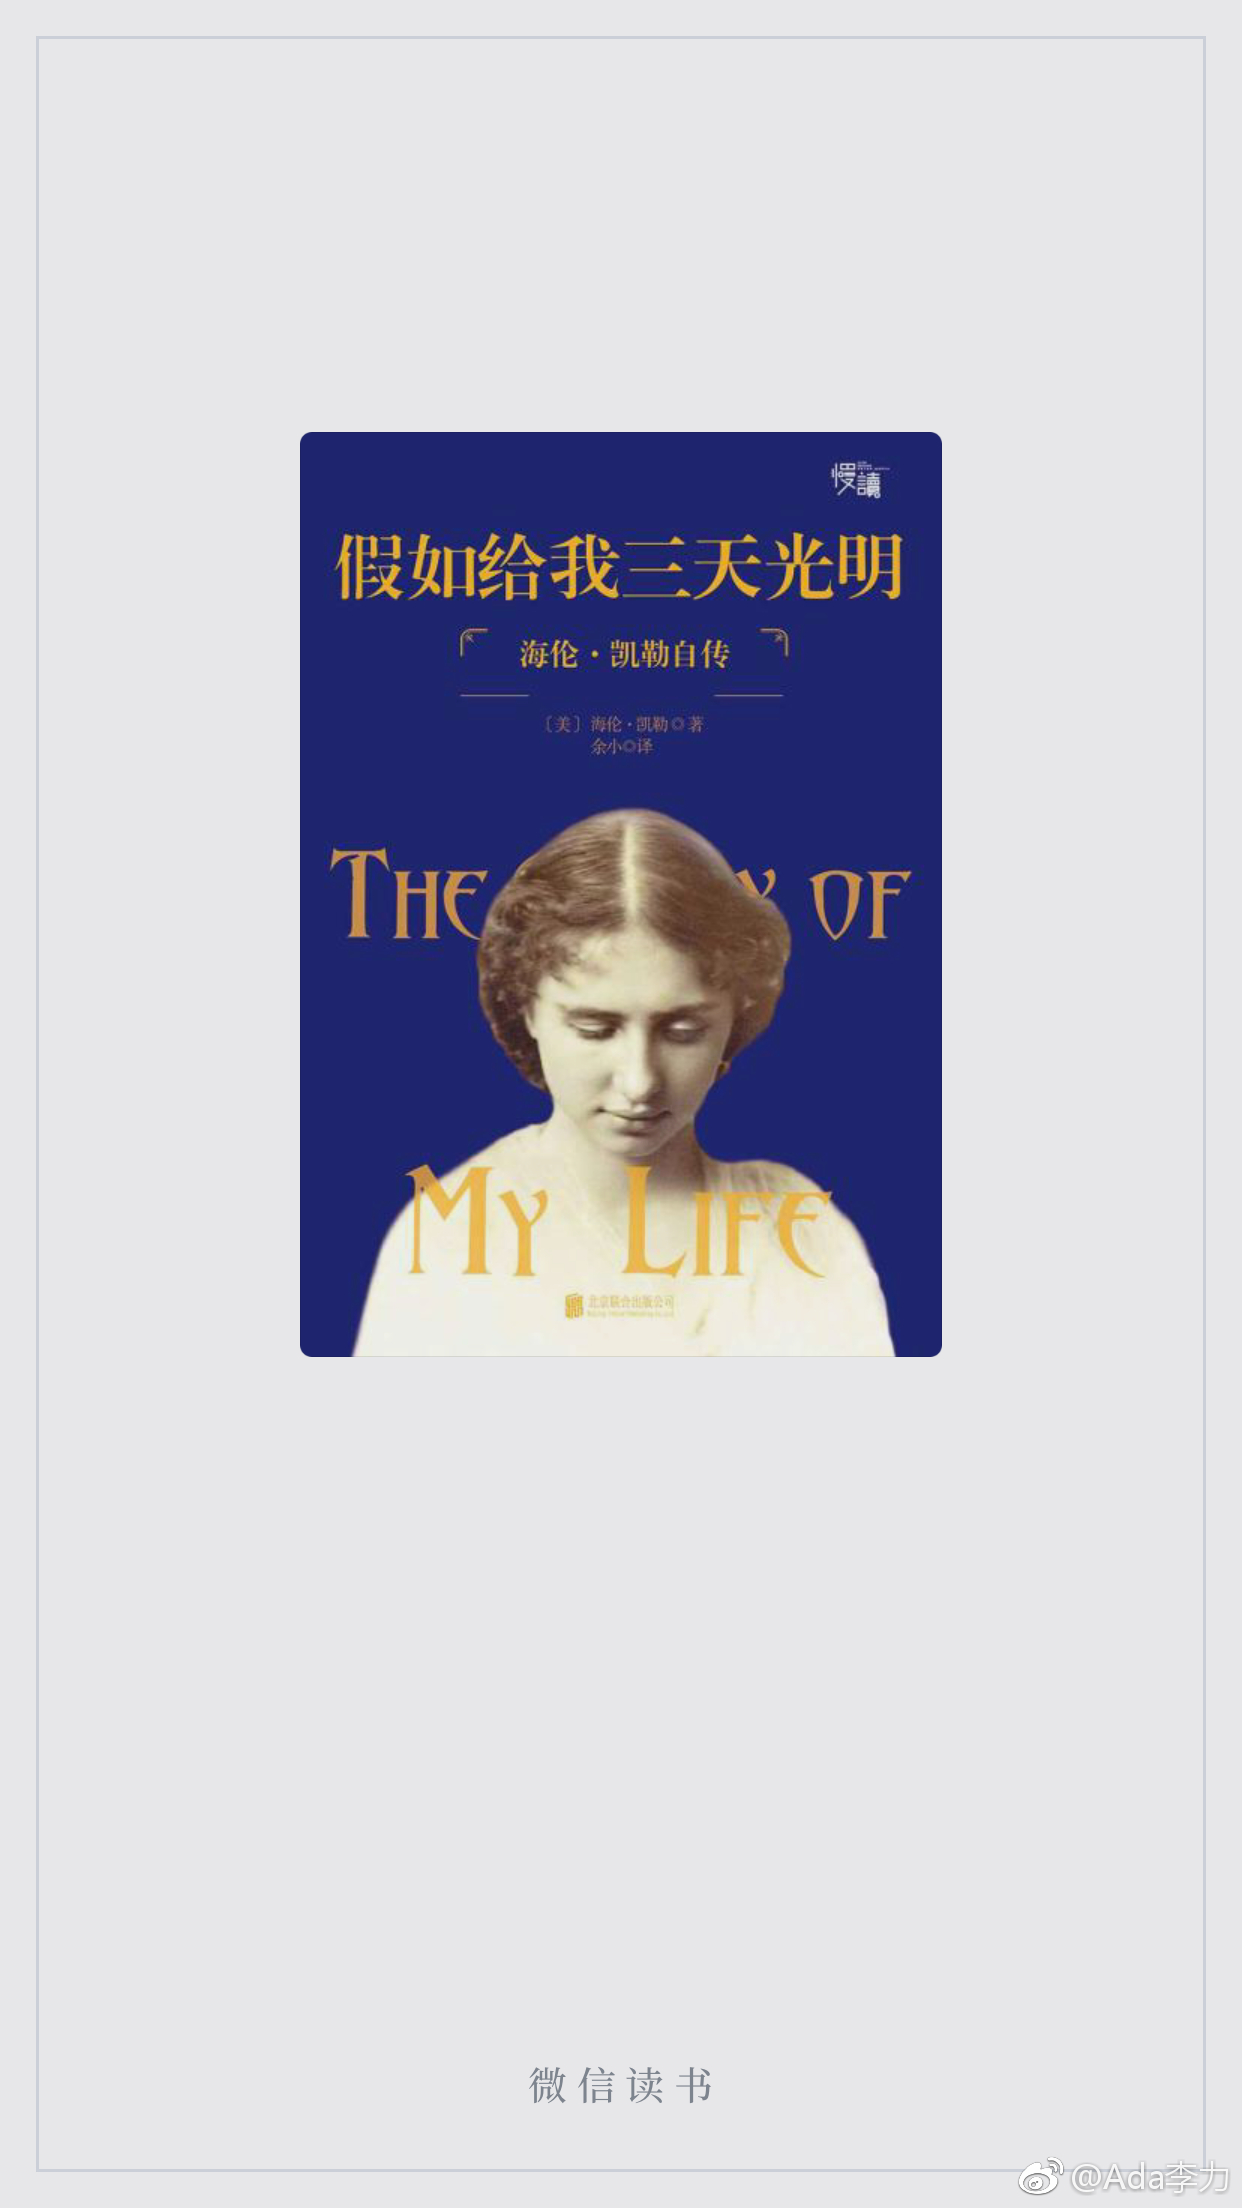 慢讀
假如给我三天光明
海伦·凯勒自传
〔美〕海伦·凯勒◎著
余小◎译
THE Y OF
MY LIFE
北京联合出版公司
微信读书
@Ada李力